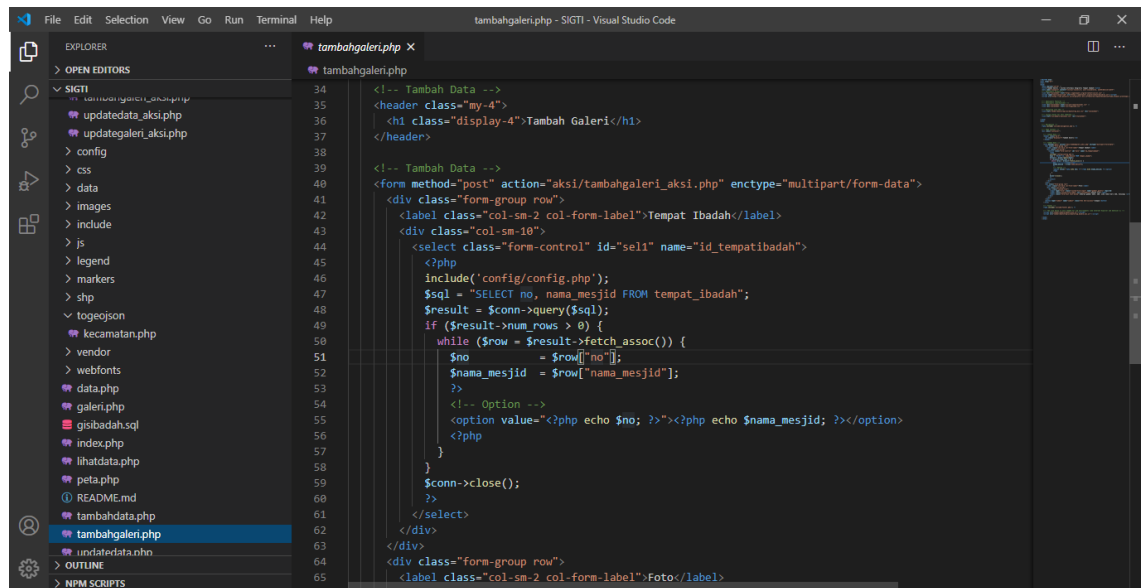 File Edit Selection View Go Run Terminal Help
tambahgaleri.php - SIGTI - Visual Studio Code
EXPLORER
OPEN EDITORS
SIGTI
updatedata_aksi.php
updategaleri_aksi.php
config
css
data
images
include
js
legend
markers
shp
togeojson
kecamatan.php
vendor
webfonts
data.php
galeri.php
gisibadah.sql
index.php
lihatdata.php
peta.php
README.md
tambahdata.php
tambahgaleri.php
updatedata.php
OUTLINE
NPM SCRIPTS
tambahgaleri.php
tambahgaleri.php
34 <!-- Tambah Data -->
35 <header class="my-4">
36 <h1 class="display-4">Tambah Galeri</h1>
37 </header>
38
39 <!-- Tambah Data -->
40 <form method="post" action="aksi/tambahgaleri_aksi.php" enctype="multipart/form-data">
41 <div class="form-group row">
42 <label class="col-sm-2 col-form-label">Tempat Ibadah</label>
43 <div class="col-sm-10">
44 <select class="form-control" id="sel1" name="id_tempatibadah">
45 <?php
46 include('config/config.php');
47 $sql = "SELECT no, nama_mesjid FROM tempat_ibadah";
48 $result = $conn->query($sql);
49 if ($result->num_rows > 0) {
50 while ($row = $result->fetch_assoc()) {
51 $no = $row["no"];
52 $nama_mesjid = $row["nama_mesjid"];
53 ?>
54 <!-- Option -->
55 <option value="<?php echo $no; ?>"><?php echo $nama_mesjid; ?></option>
56 <?php
57 }
58 }
59 $conn->close();
60 ?>
61 </select>
62 </div>
63 </div>
64 <div class="form-group row">
65 <label class="col-sm-2 col-form-label">Foto</label>